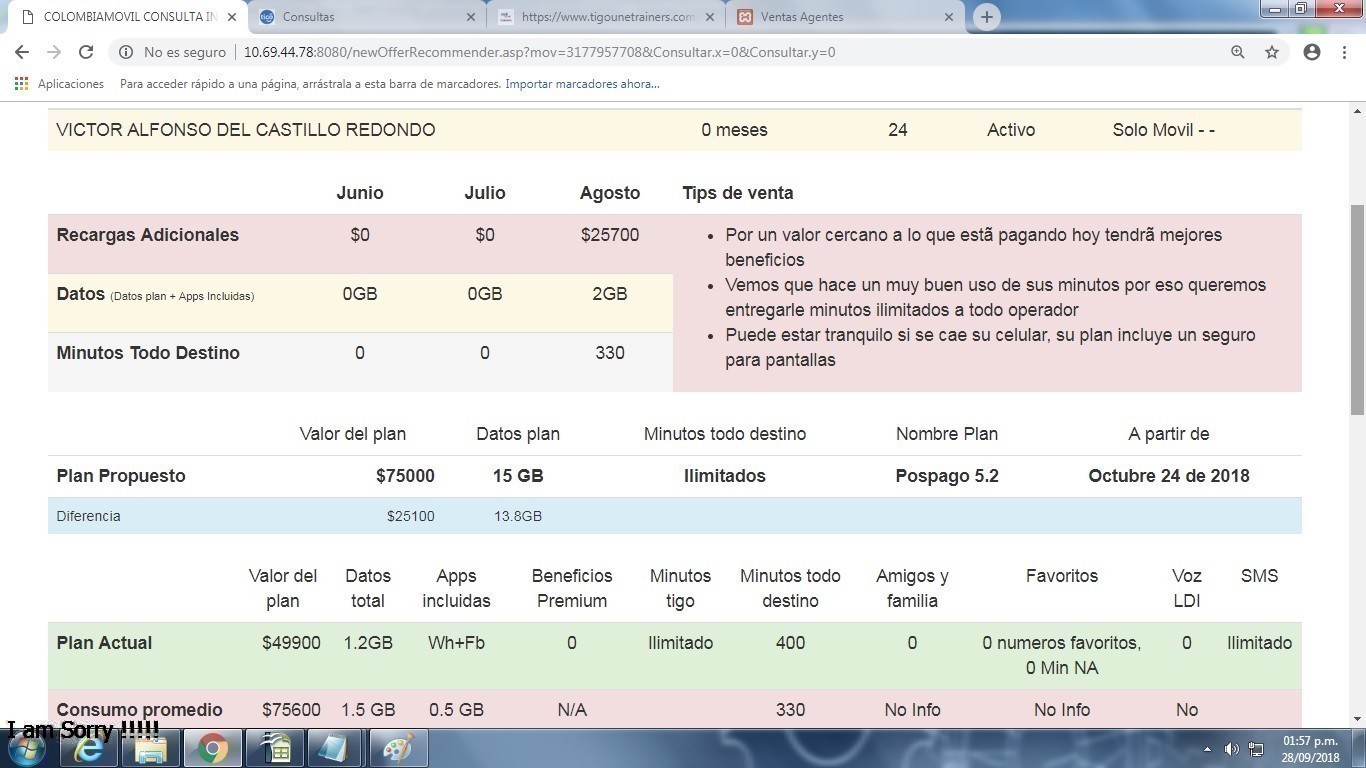 COLOMBIAMOVIL CONSULTA IN
Consultas
https://www.tigounetrainers.com
Ventas Agentes
No es seguro
10.69.44.78:8080/newOfferRecommender.asp?mov=3177957708&Consultar.x=0&Consultar.y=0
Aplicaciones
Para acceder rápido a una página, arrástrala a esta barra de marcadores.
Importar marcadores ahora...
VICTOR ALFONSO DEL CASTILLO REDONDO 0 meses 24 Activo Solo Movil - -
Junio Julio Agosto Tips de venta
Recargas Adicionales $0 $0 $25700
Datos (Datos plan + Apps Incluidas) 0GB 0GB 2GB
Minutos Todo Destino 0 0 330
Por un valor cercano a lo que estã pagando hoy tendrã mejores
beneficios
Vemos que hace un muy buen uso de sus minutos por eso queremos
entregarle minutos ilimitados a todo operador
Puede estar tranquilo si se cae su celular, su plan incluye un seguro
para pantallas
Valor del plan Datos plan Minutos todo destino Nombre Plan A partir de
Plan Propuesto $75000 15 GB Ilimitados Pospago 5.2 Octubre 24 de 2018
Diferencia $25100 13.8GB
Valor del Datos Apps Beneficios Minutos Minutos todo Amigos y Favoritos Voz SMS
plan total incluidas Premium tigo destino familia LDI
Plan Actual $49900 1.2GB Wh+Fb 0 Ilimitado 400 0 0 numeros favoritos, 0 Ilimitado
0 Min NA
Consumo promedio $75600 1.5 GB 0.5 GB N/A 330 No Info No Info No
I am Sorry !!!!!
01:57 p.m.
28/09/2018